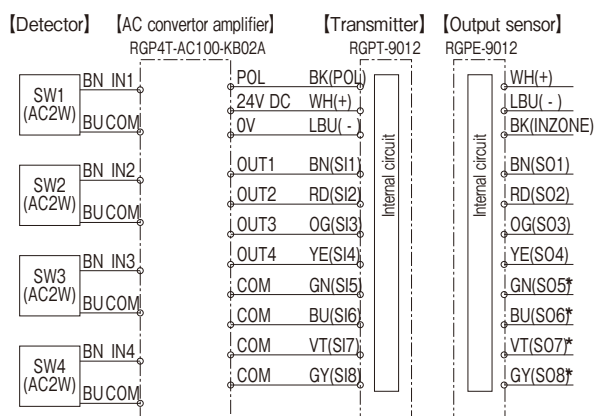 【Detector】 【AC convertor amplifier】 【Transmitter】 【Output sensor】
RGP4T-AC100-KB02A RGPT-9012 RGPE-9012
BN IN1 POL BK(POL) WH(+)
SW1
(AC2W)
24V DC WH(+) LBU( - )
BU COM 0V LBU( - ) BK(INZONE)
BN IN2 OUT1 BN(SI1) BN(SO1)
SW2
(AC2W)
OUT2 RD(SI2) RD(SO2)
BU COM OUT3 OG(SI3) OG(SO3)
Internal circuit Internal circuit
BN IN3 OUT4 YE(SI4) YE(SO4)
SW3
(AC2W)
COM GN(SI5) GN(SO5)*
BU COM COM BU(SI6) BU(SO6)*
BN IN4 COM VT(SI7) VT(SO7)*
SW4
(AC2W)
COM GY(SI8) GY(SO8)*
BU COM